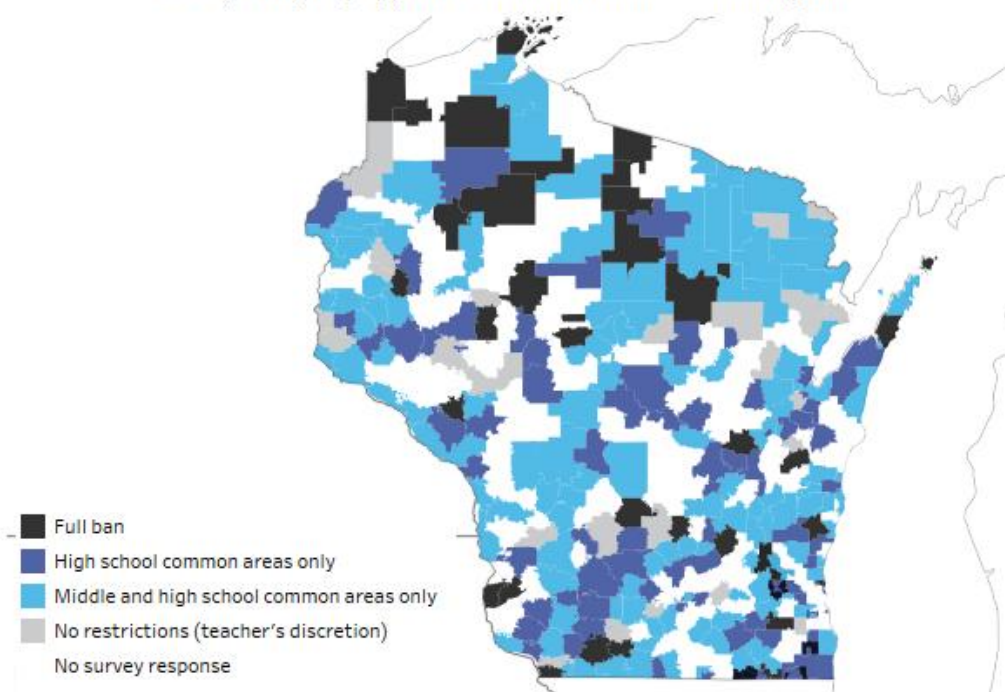 Full ban
High school common areas only
Middle and high school common areas only
No restrictions (teacher's discretion)
No survey response